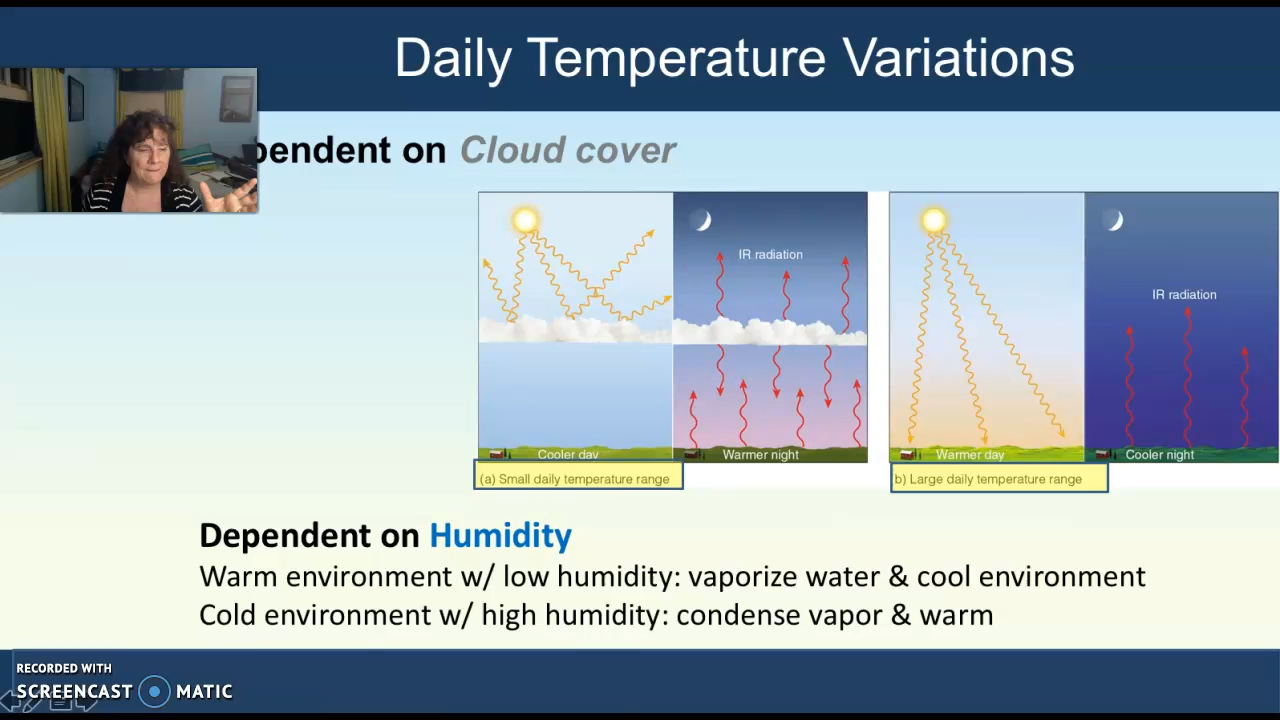 Daily Temperature Variations
pendent on Cloud cover
IR radiation
IR radiation
Cooler day
Warmer night
Warmer day
Cooler night
(a) Small daily temperature range
b) Large daily temperature range
Dependent on Humidity
Warm environment w/ low humidity: vaporize water & cool environment
Cold environment w/ high humidity: condense vapor & warm
RECORDED WITH
SCREENCAST MATIC